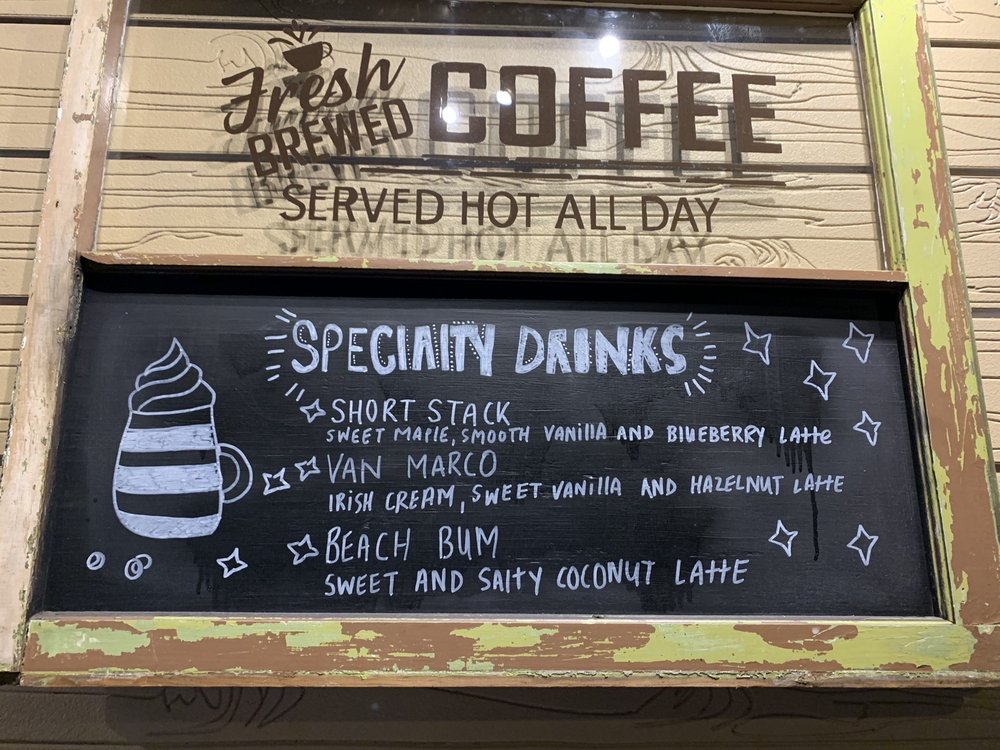 Fresh
BREWED
COFFEE
SERVED HOT ALL DAY
SPECIALTY DRINKS
SHORT STACK
SWEET MAPLE, SMOOTH VANILLA AND BLUEBERRY LATTE
VAN MARCO
IRISH CREAM, SWEET VANILLA AND HAZELNUT LATTE
BEACH BUM
SWEET AND SALTY COCONUT LATTE